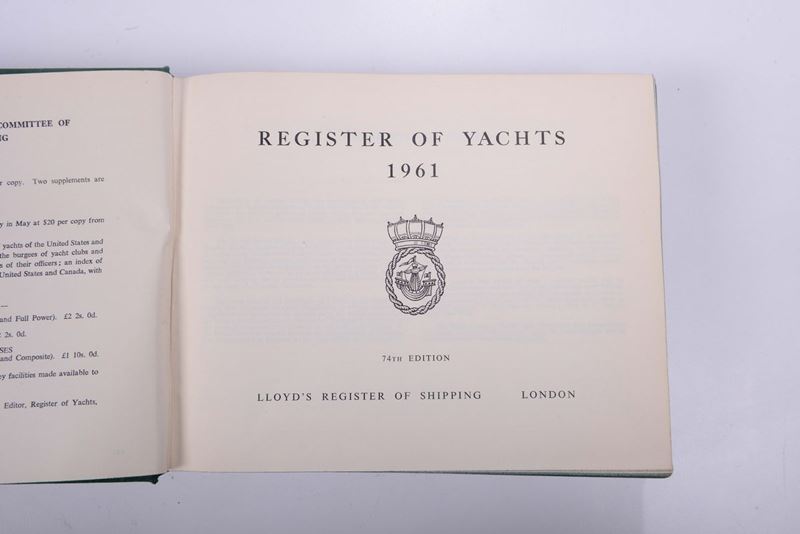 COMMITTEE OF
NG
r copy. Two supplements are
y in May at $20 per copy from
yachts of the United States and
the burgees of yacht clubs and
s of their officers; an index of
United States and Canada, with
and Full Power). £2 2s. 0d.
2s. 0d.
SES
and Composite). £1 10s. 0d.
ey facilities made available to
Editor, Register of Yachts,
REGISTER OF YACHTS
1961
74TH EDITION
LLOYD'S REGISTER OF SHIPPING LONDON